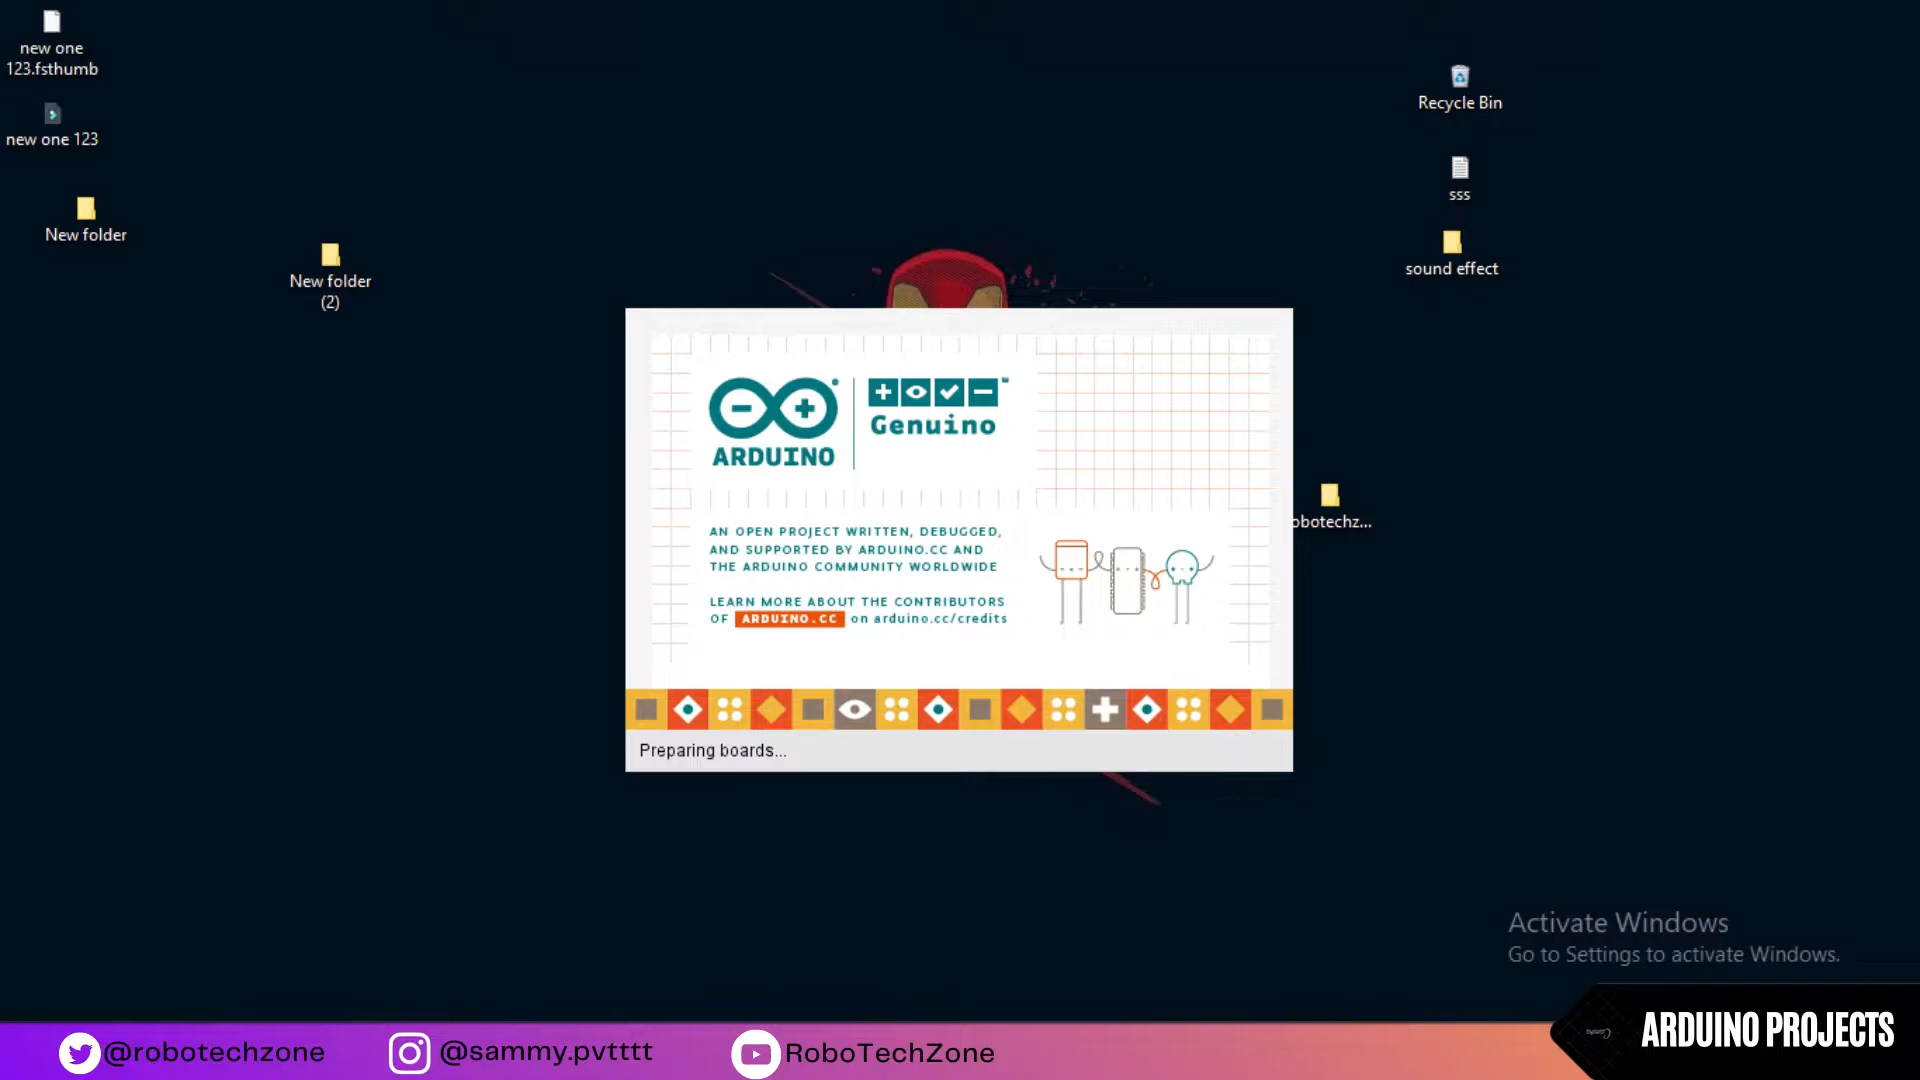 new one
123.fsthumb
new one 123
New folder
New folder
(2)
Recycle Bin
sss
sound effect
obotechz...
ARDUINO
Genuino
AN OPEN PROJECT WRITTEN, DEBUGGED,
AND SUPPORTED BY ARDUINO.CC AND
THE ARDUINO COMMUNITY WORLDWIDE
LEARN MORE ABOUT THE CONTRIBUTORS
OF ARDUINO.CC on arduino.cc/credits
Preparing boards...
Activate Windows
Go to Settings to activate Windows.
@robotechzone
@sammy.pvtttt
RoboTechZone
ARDUINO PROJECTS